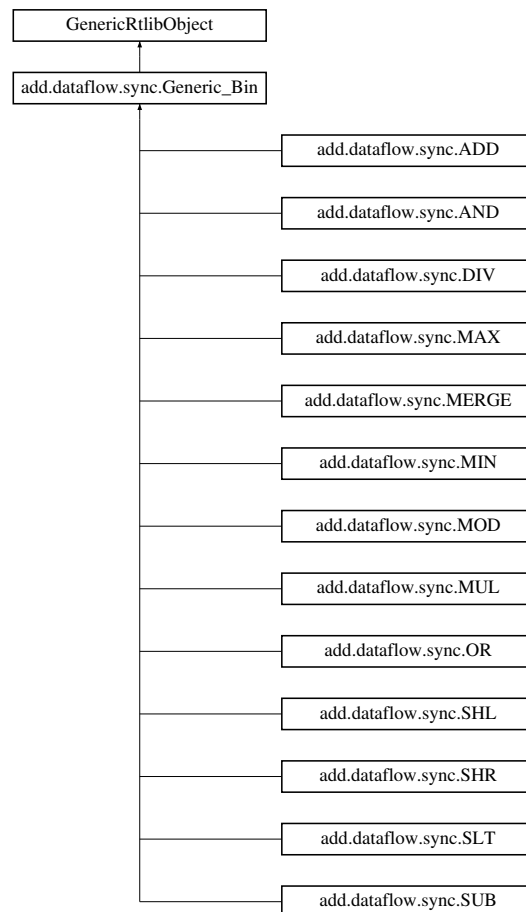 GenericRtlibObject
add.dataflow.sync.Generic_Bin
add.dataflow.sync.ADD
add.dataflow.sync.AND
add.dataflow.sync.DIV
add.dataflow.sync.MAX
add.dataflow.sync.MERGE
add.dataflow.sync.MIN
add.dataflow.sync.MOD
add.dataflow.sync.MUL
add.dataflow.sync.OR
add.dataflow.sync.SHL
add.dataflow.sync.SHR
add.dataflow.sync.SLT
add.dataflow.sync.SUB